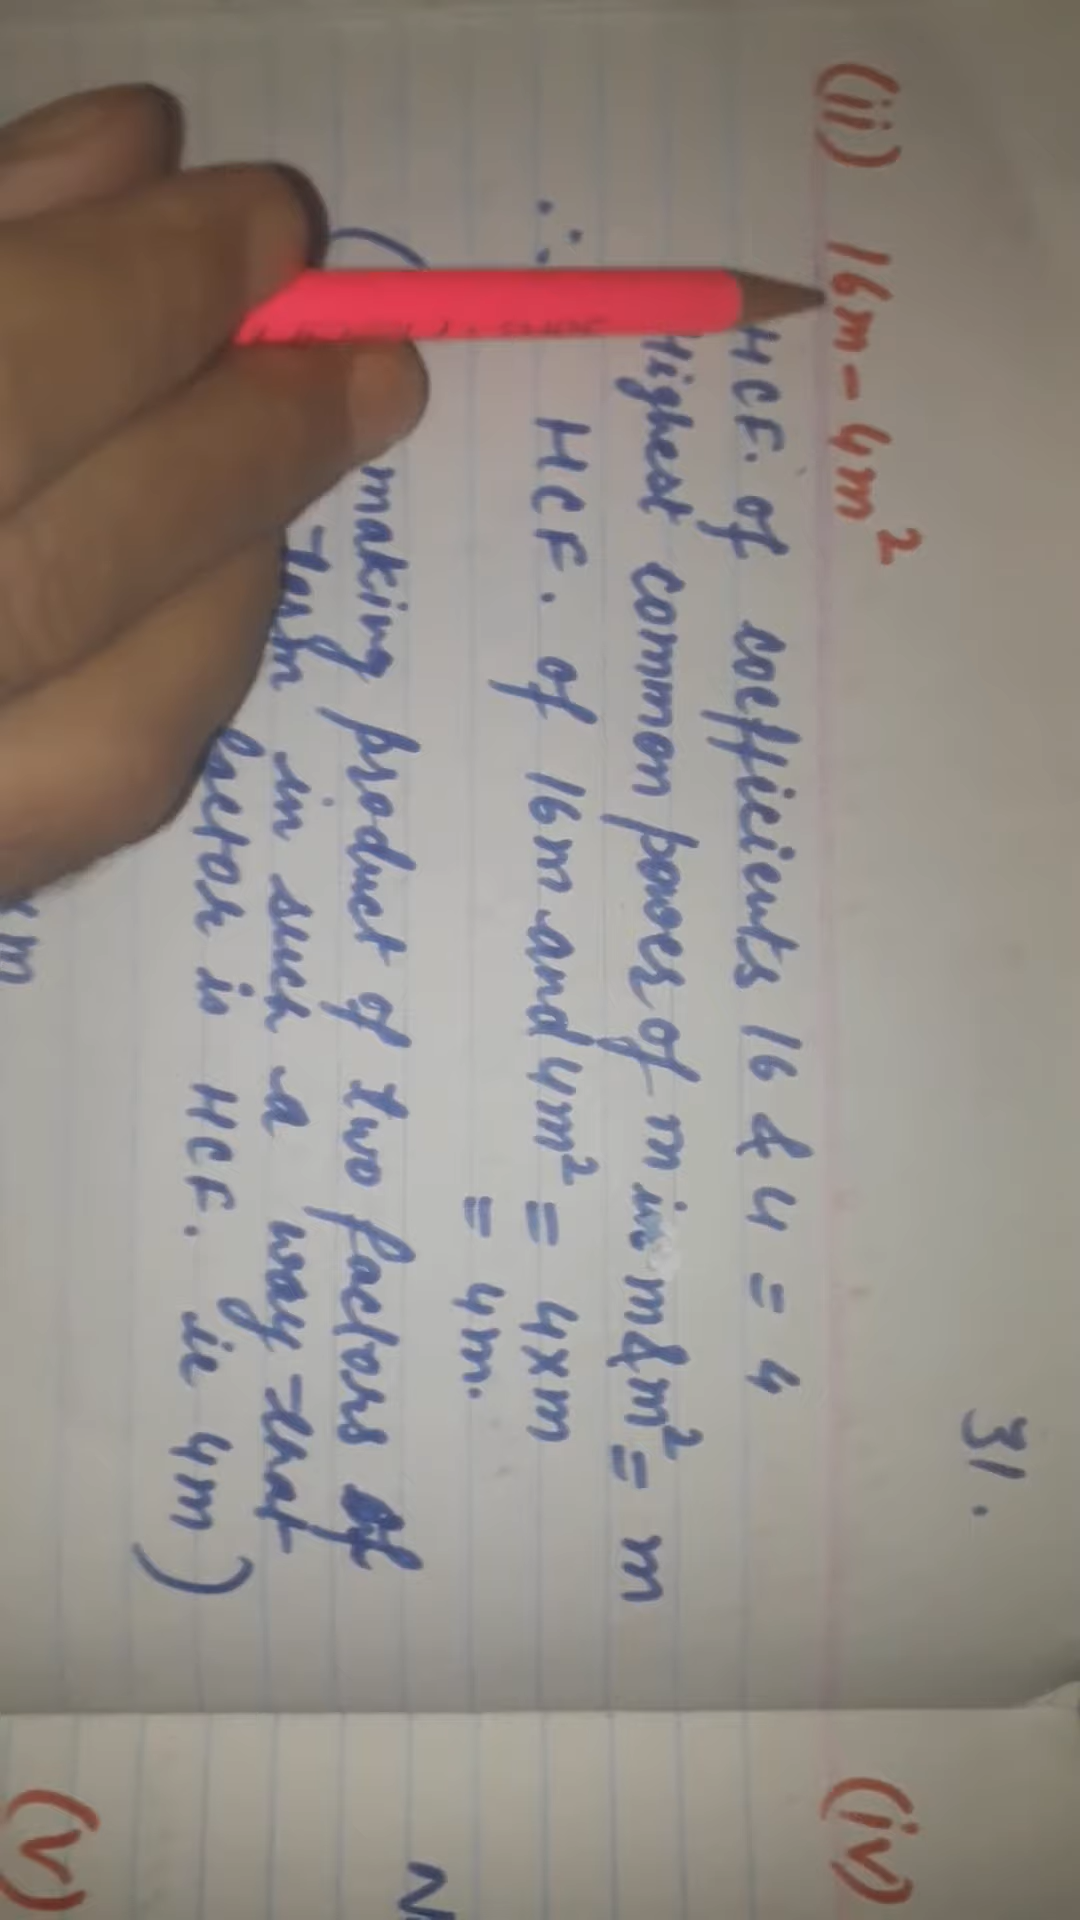 31.
(ii) 16m - 4m²
HCF. of coefficients 16 & 4 = 4
Highest common power of m in m & m² = m
∴ HCF. of 16m and 4m² = 4×m
= 4m.
( making product of two factors of
Term in such a way that
factor is HCF. ie 4m)
×m
(iv)
(v)